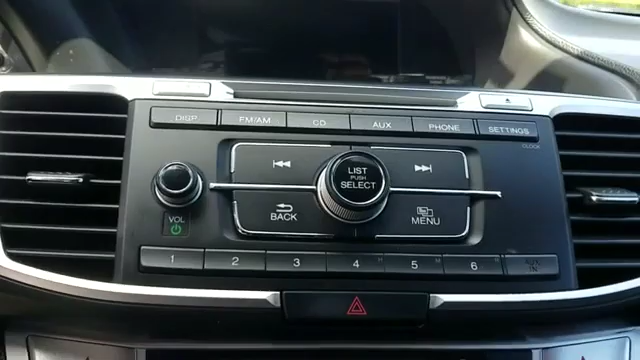 DISP FM/AM CD AUX PHONE SETTINGS
CLOCK
LIST
PUSH
SELECT
VOL
BACK
MENU
1 2 3 4 H 5 M 6 R